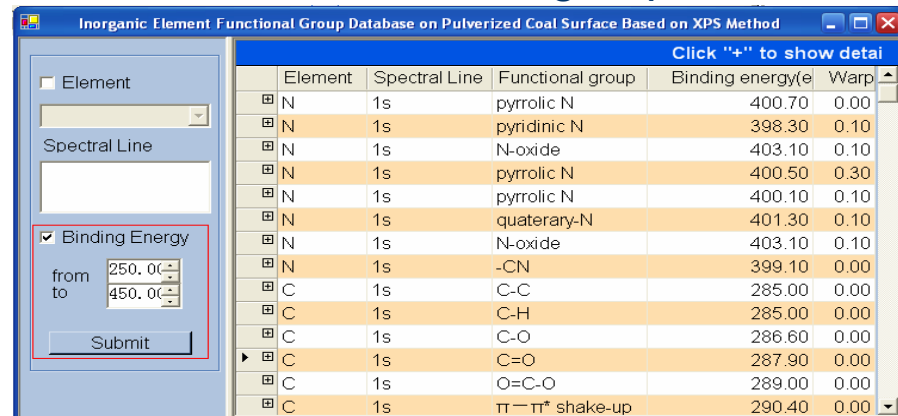 Inorganic Element Functional Group Database on Pulverized Coal Surface Based on XPS Method
Click "+" to show detai
Element
Spectral Line
Binding Energy
from 250.00
to 450.00
Submit
Element Spectral Line Functional group Binding energy(e Warp
N 1s pyrrolic N 400.70 0.00
N 1s pyridinic N 398.30 0.10
N 1s N-oxide 403.10 0.10
N 1s pyrrolic N 400.50 0.30
N 1s pyrrolic N 400.10 0.10
N 1s quaterary-N 401.30 0.10
N 1s N-oxide 403.10 0.10
N 1s -CN 399.10 0.00
C 1s C-C 285.00 0.00
C 1s C-H 285.00 0.00
C 1s C-O 286.60 0.00
C 1s C=O 287.90 0.00
C 1s O=C-O 289.00 0.00
C 1s π−π* shake-up 290.40 0.00